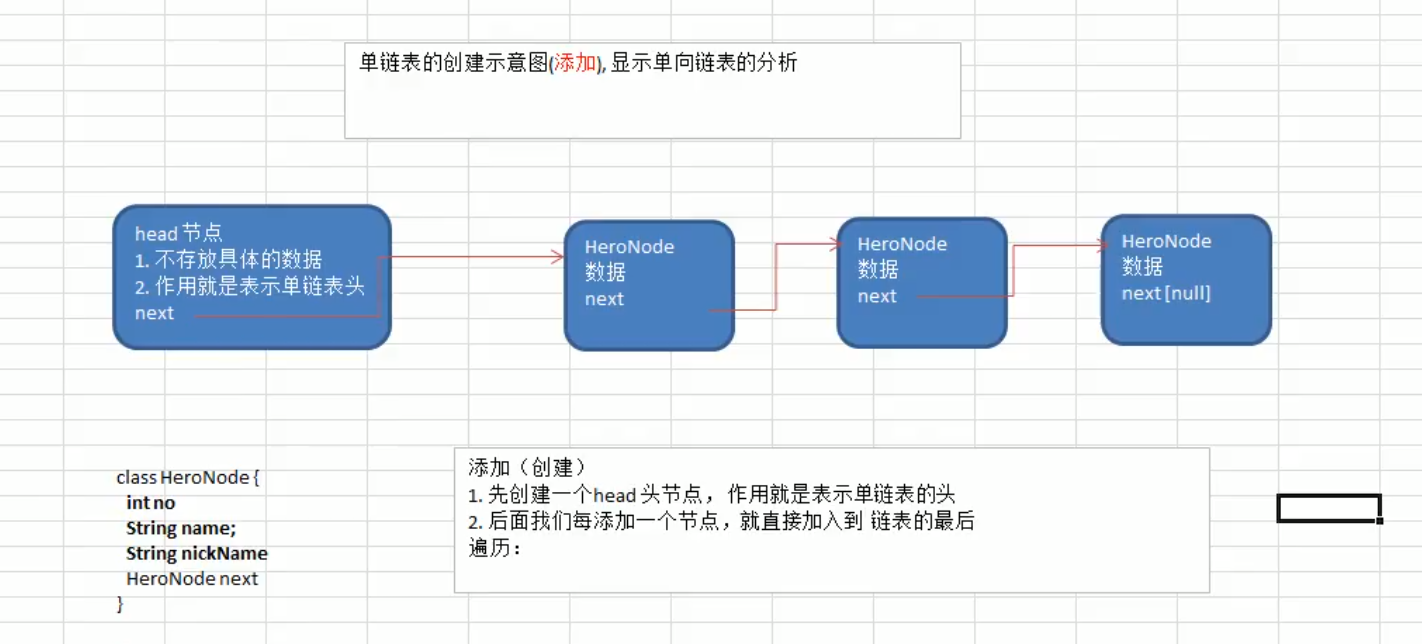 单链表的创建示意图(添加), 显示单向链表的分析
head 节点
1. 不存放具体的数据
2. 作用就是表示单链表头
next
HeroNode
数据
next
HeroNode
数据
next
HeroNode
数据
next [null]
class HeroNode {
int no
String name;
String nickName
HeroNode next
}
添加（创建）
1. 先创建一个head 头节点，作用就是表示单链表的头
2. 后面我们每添加一个节点，就直接加入到 链表的最后
遍历：